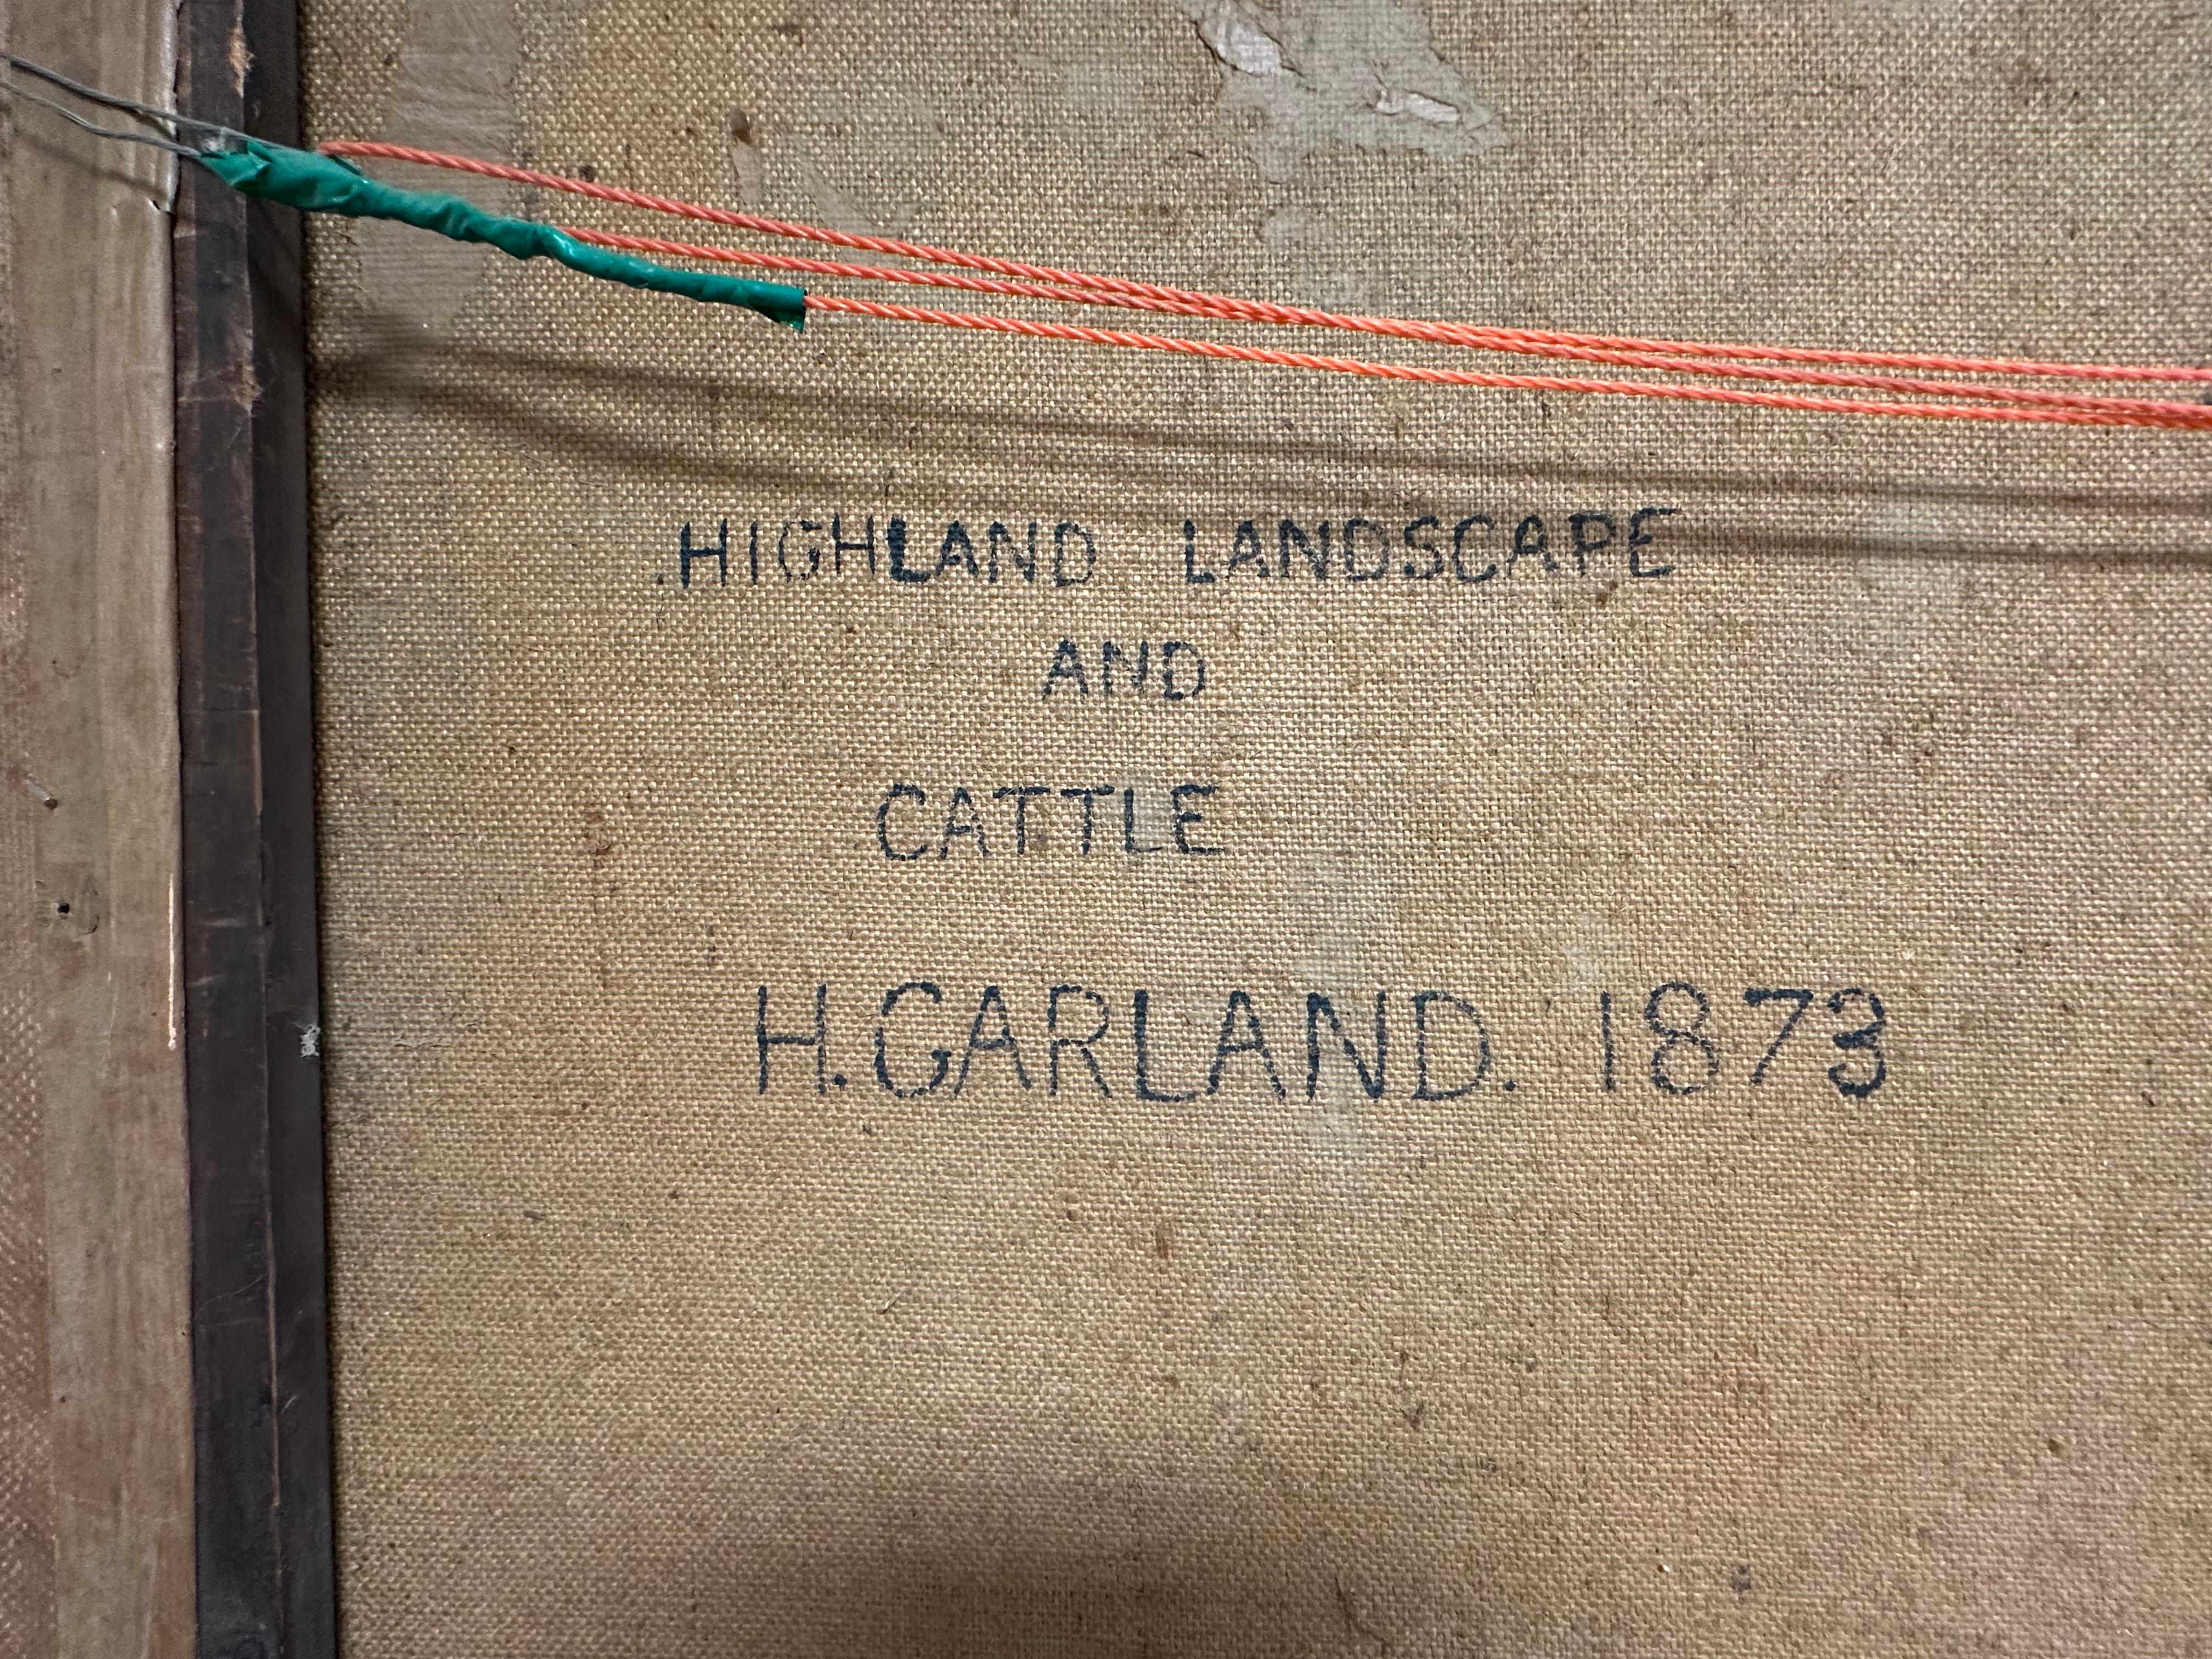 HIGHLAND LANDSCAPE
AND
CATTLE
H.GARLAND. 1873